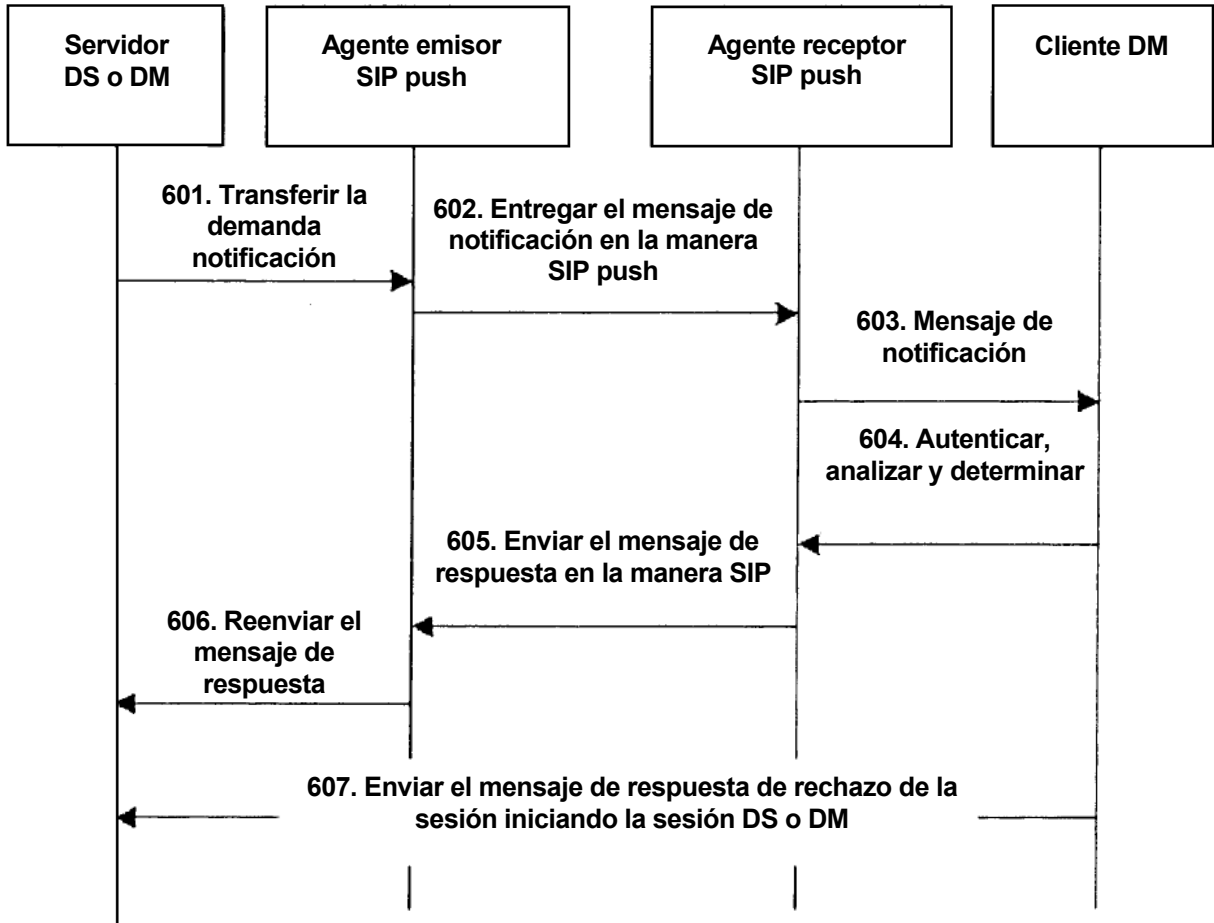 Servidor
DS o DM
Agente emisor
SIP push
Agente receptor
SIP push
Cliente DM
601. Transferir la
demanda
notificación
602. Entregar el mensaje de
notificación en la manera
SIP push
603. Mensaje de
notificación
604. Autenticar,
analizar y determinar
605. Enviar el mensaje de
respuesta en la manera SIP
606. Reenviar el
mensaje de
respuesta
607. Enviar el mensaje de respuesta de rechazo de la
sesión iniciando la sesión DS o DM